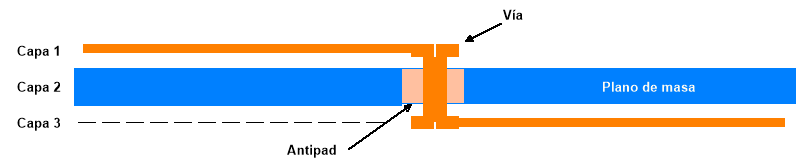 Vía
Capa 1
Capa 2
Plano de masa
Capa 3
Antipad